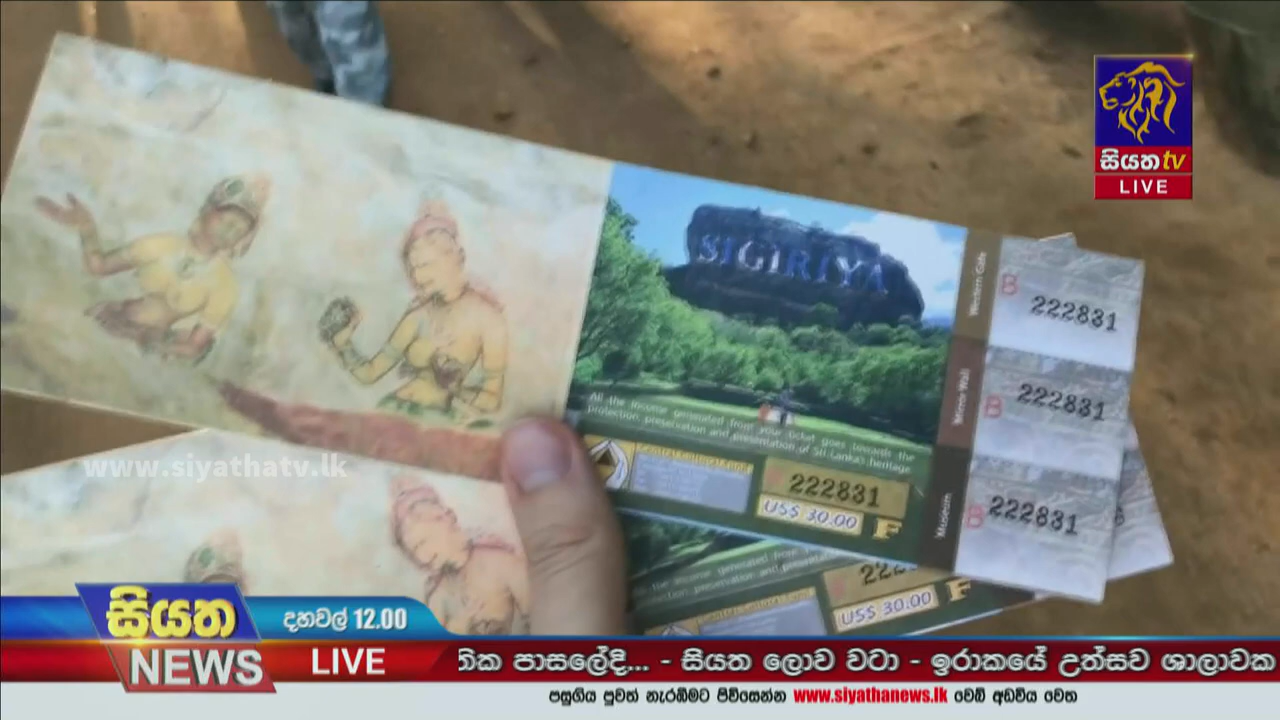 සියත tv
LIVE
SIGIRIYA
Western Gate
B 222831
Mirror Wall
B 222831
Museum
B 222831
All the income generated from your ticket goes towards the
protection preservation and presentation of Sri Lanka's heritage
Central Cultural Fund
222831
US$ 30.00
F
www.siyathatv.lk
US$ 30.00
F
සියත
දහවල් 12.00
NEWS
LIVE
තික පාසලේදි... - සියත ලොව වටා - ඉරාකයේ උත්සව ශාලාවක
පසුගිය පුවත් නැරඹීමට පිවිසෙන්න www.siyathanews.lk වෙබ් අඩවිය වෙත